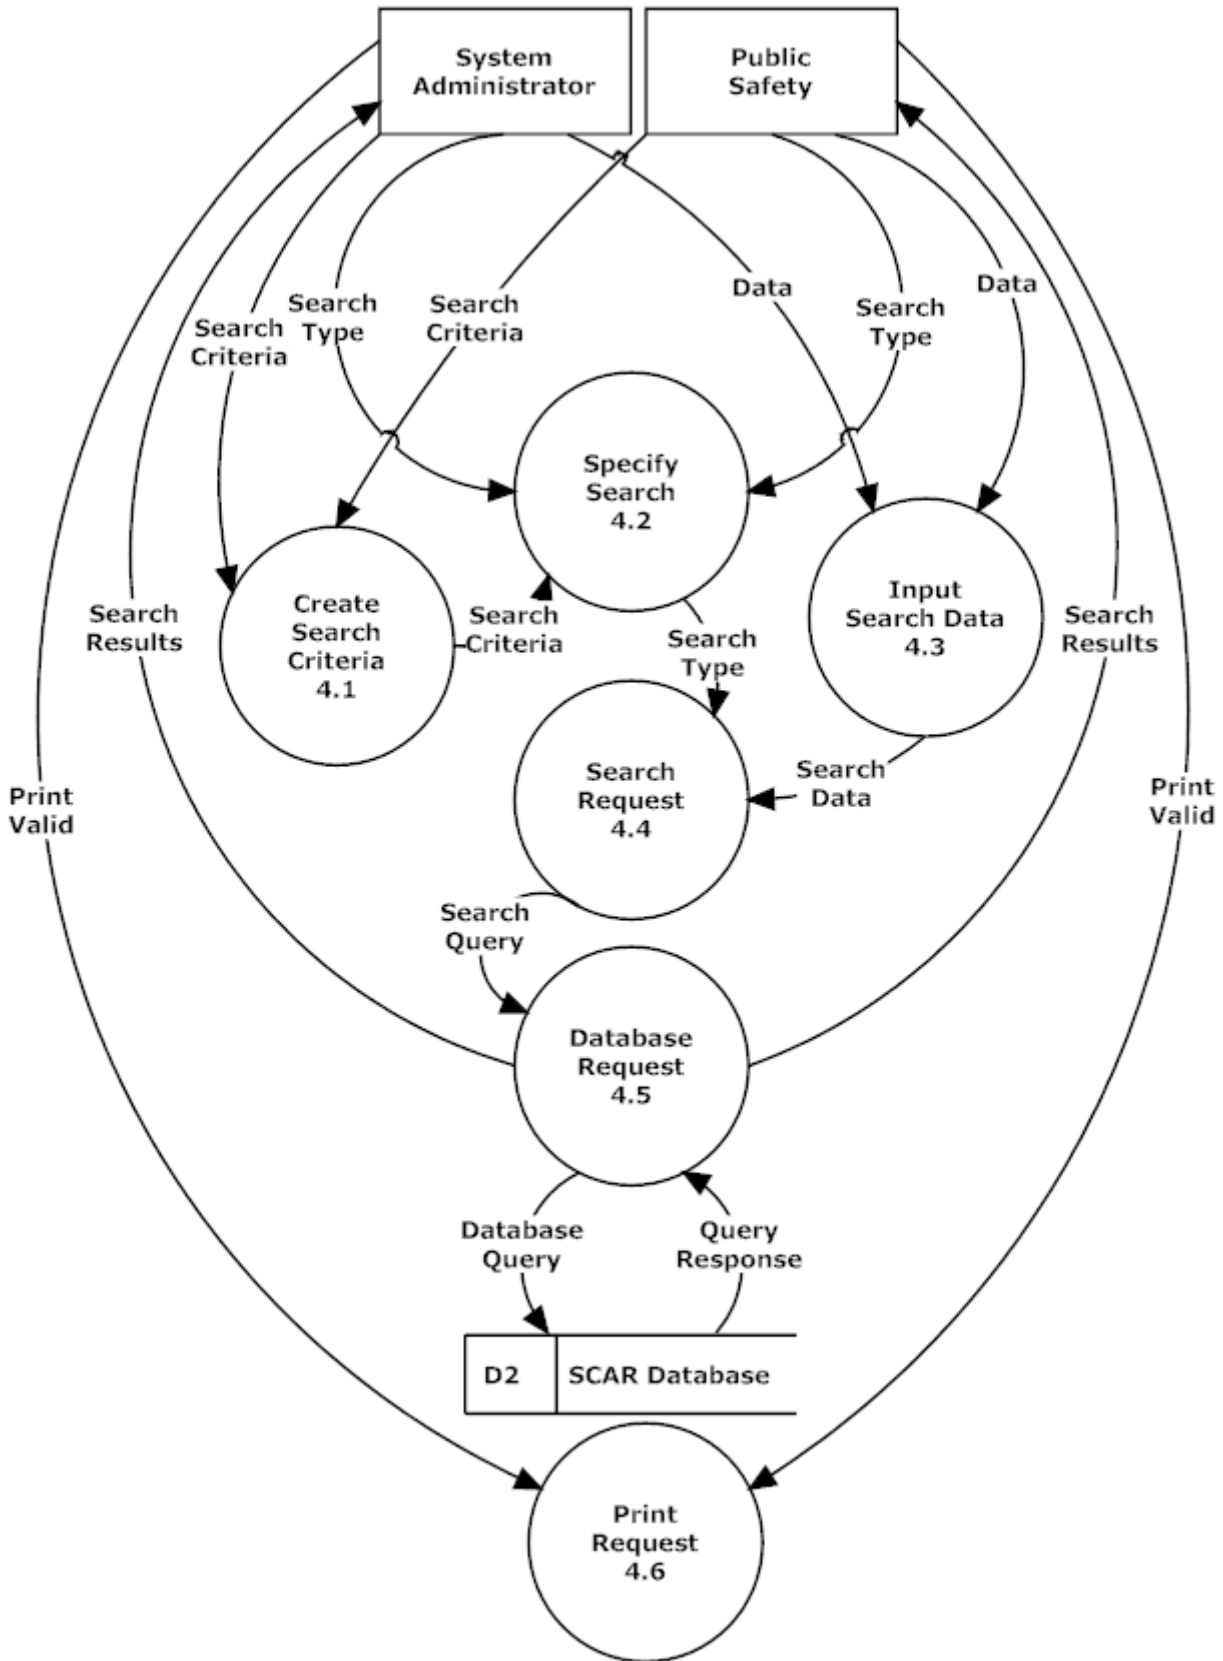 System
Administrator
Public
Safety
Search
Criteria
Search
Type
Search
Criteria
Data
Search
Type
Data
Specify
Search
4.2
Create
Search
Criteria
4.1
Search
Criteria
Input
Search Data
4.3
Search
Results
Search
Results
Search
Type
Search
Request
4.4
Search
Data
Print
Valid
Print
Valid
Search
Query
Database
Request
4.5
Database
Query
Query
Response
D2
SCAR Database
Print
Request
4.6